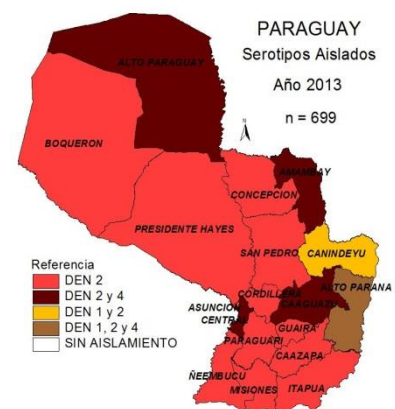 PARAGUAY
Serotipos Aislados
Año 2013
n = 699
N
ALTO PARAGUAY
BOQUERON
AMAMBAY
CONCEPCION
PRESIDENTE HAYES
SAN PEDRO
CANINDEYU
Referencia
DEN 2
DEN 2 y 4
DEN 1 y 2
DEN 1, 2 y 4
SIN AISLAMIENTO
CORDILLERA
ALTO PARANA
CAAGUAZU
ASUNCION
CENTRAL
GUAIRA
PARAGUARI
CAAZAPA
ÑEEMBUCU
MISIONES
ITAPUA